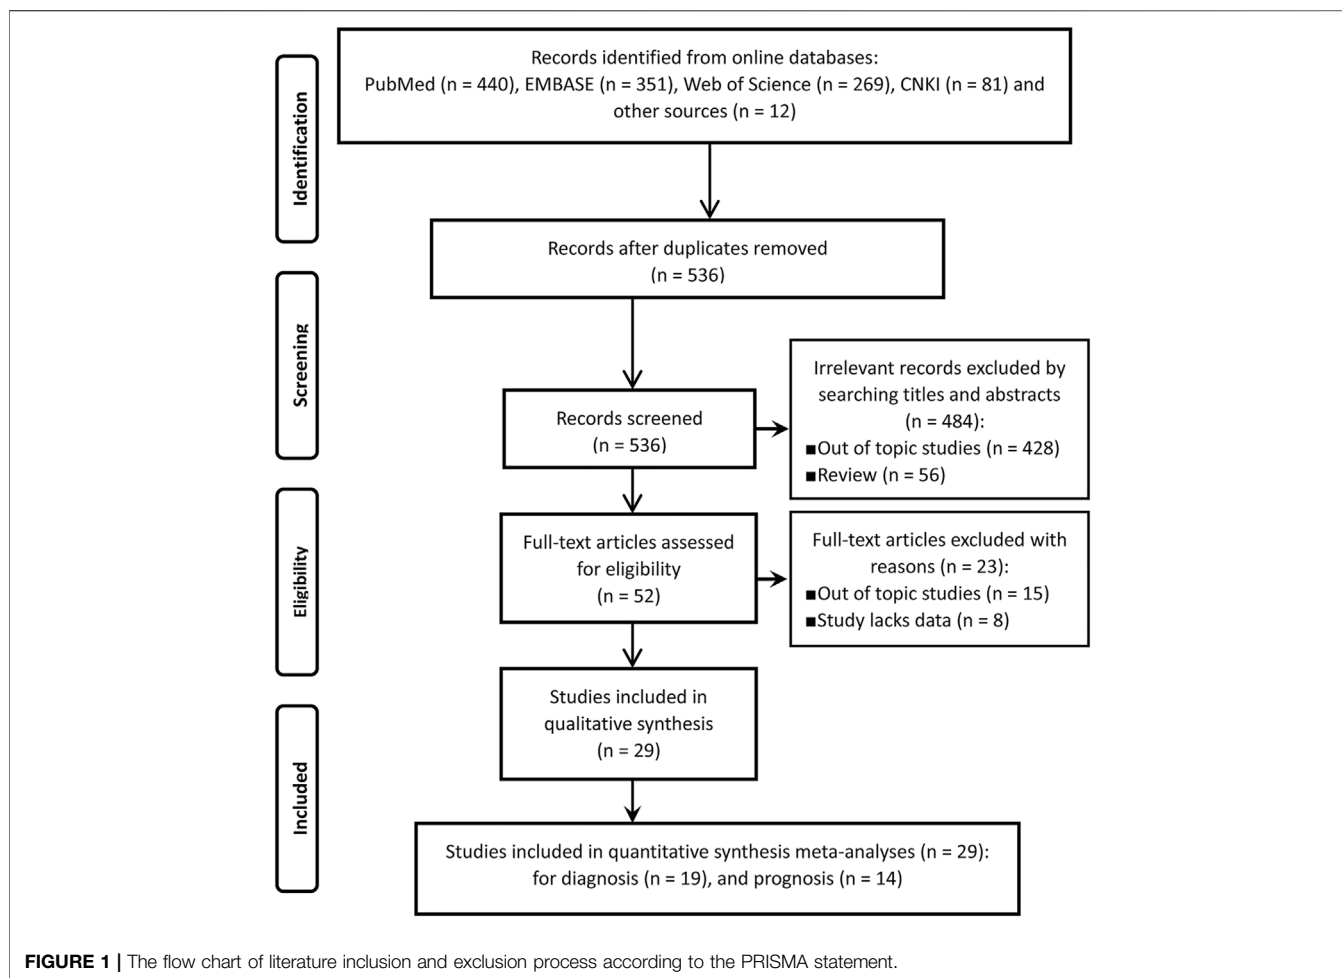 Identification
Records identified from online databases:
PubMed (n = 440), EMBASE (n = 351), Web of Science (n = 269), CNKI (n = 81) and
other sources (n = 12)
Records after duplicates removed
(n = 536)
Screening
Records screened
(n = 536)
Irrelevant records excluded by
searching titles and abstracts
(n = 484):
■Out of topic studies (n = 428)
■Review (n = 56)
Eligibility
Full-text articles assessed
for eligibility
(n = 52)
Full-text articles excluded with
reasons (n = 23):
■Out of topic studies (n = 15)
■Study lacks data (n = 8)
Included
Studies included in
qualitative synthesis
(n = 29)
Studies included in quantitative synthesis meta-analyses (n = 29):
for diagnosis (n = 19), and prognosis (n = 14)
FIGURE 1 | The flow chart of literature inclusion and exclusion process according to the PRISMA statement.